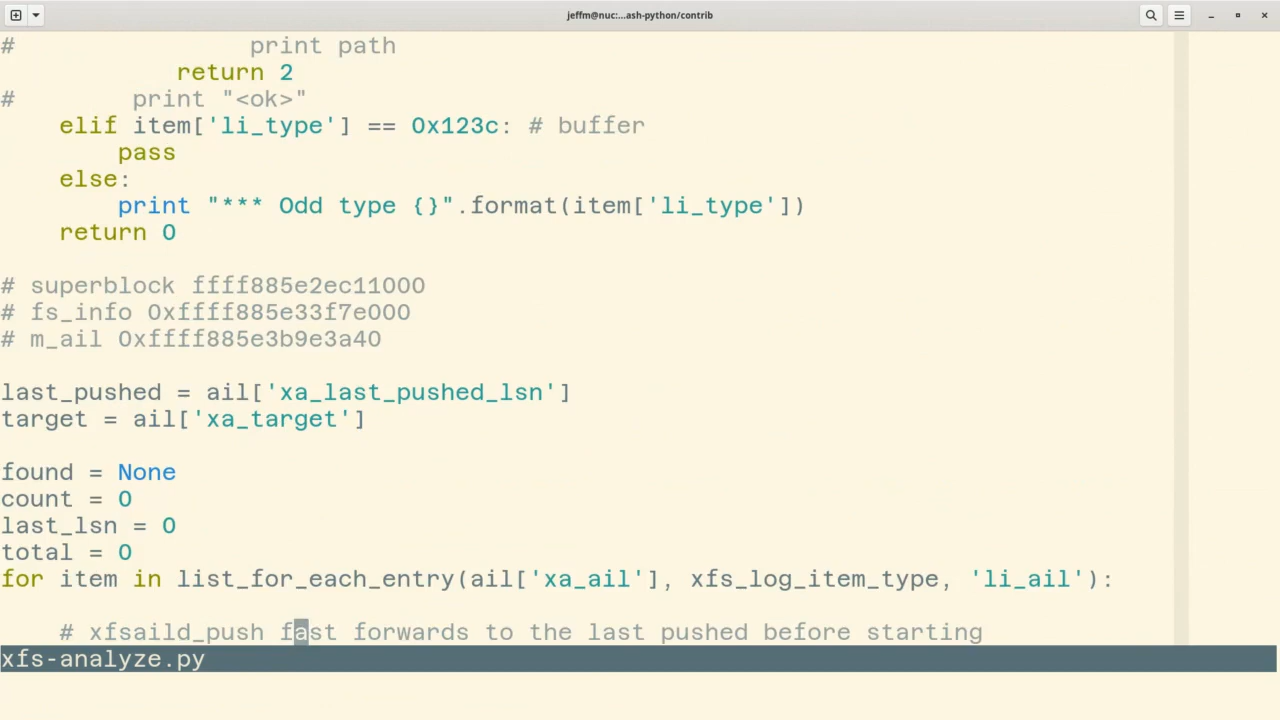 jeffm@nuc:...ash-python/contrib
#                print path
            return 2
#        print "<ok>"
    elif item['li_type'] == 0x123c: # buffer
        pass
    else:
        print "*** Odd type {}".format(item['li_type'])
    return 0
# superblock ffff885e2ec11000
# fs_info 0xffff885e33f7e000
# m_ail 0xffff885e3b9e3a40
last_pushed = ail['xa_last_pushed_lsn']
target = ail['xa_target']
found = None
count = 0
last_lsn = 0
total = 0
for item in list_for_each_entry(ail['xa_ail'], xfs_log_item_type, 'li_ail'):
    # xfsaild_push fast forwards to the last pushed before starting
xfs-analyze.py